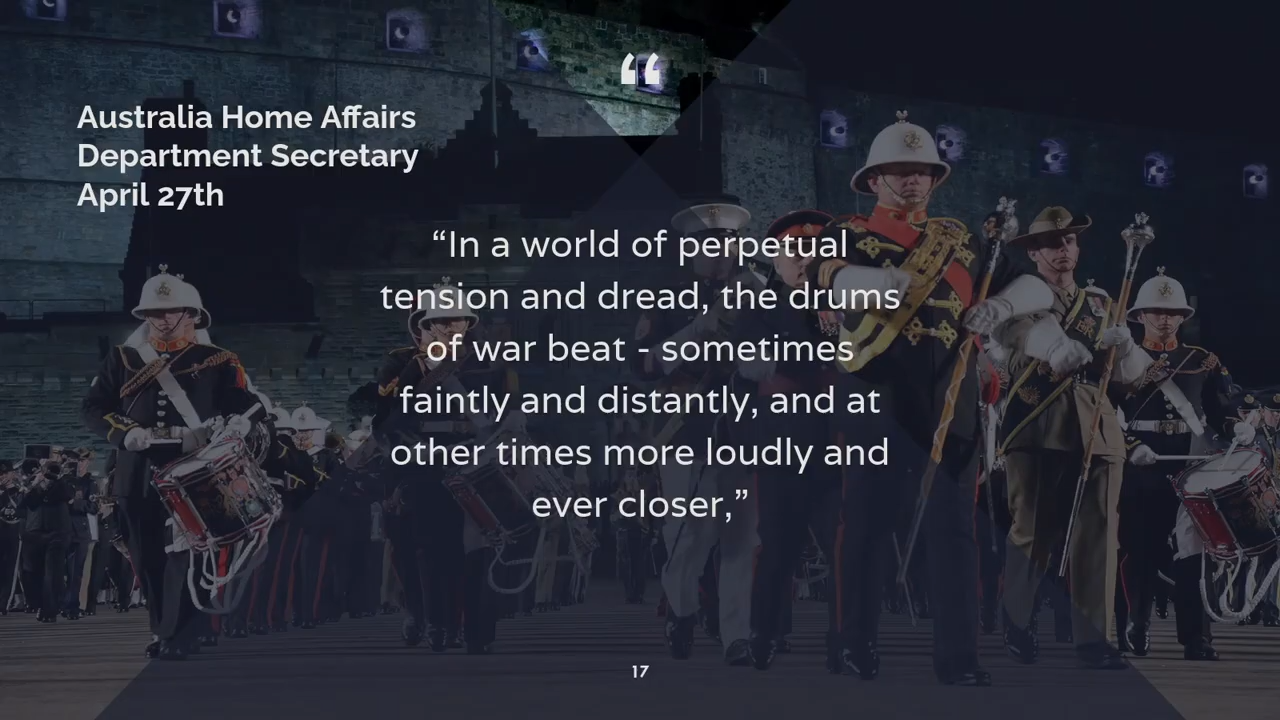 “
Australia Home Affairs
Department Secretary
April 27th
“In a world of perpetual
tension and dread, the drums
of war beat - sometimes
faintly and distantly, and at
other times more loudly and
ever closer,”
17